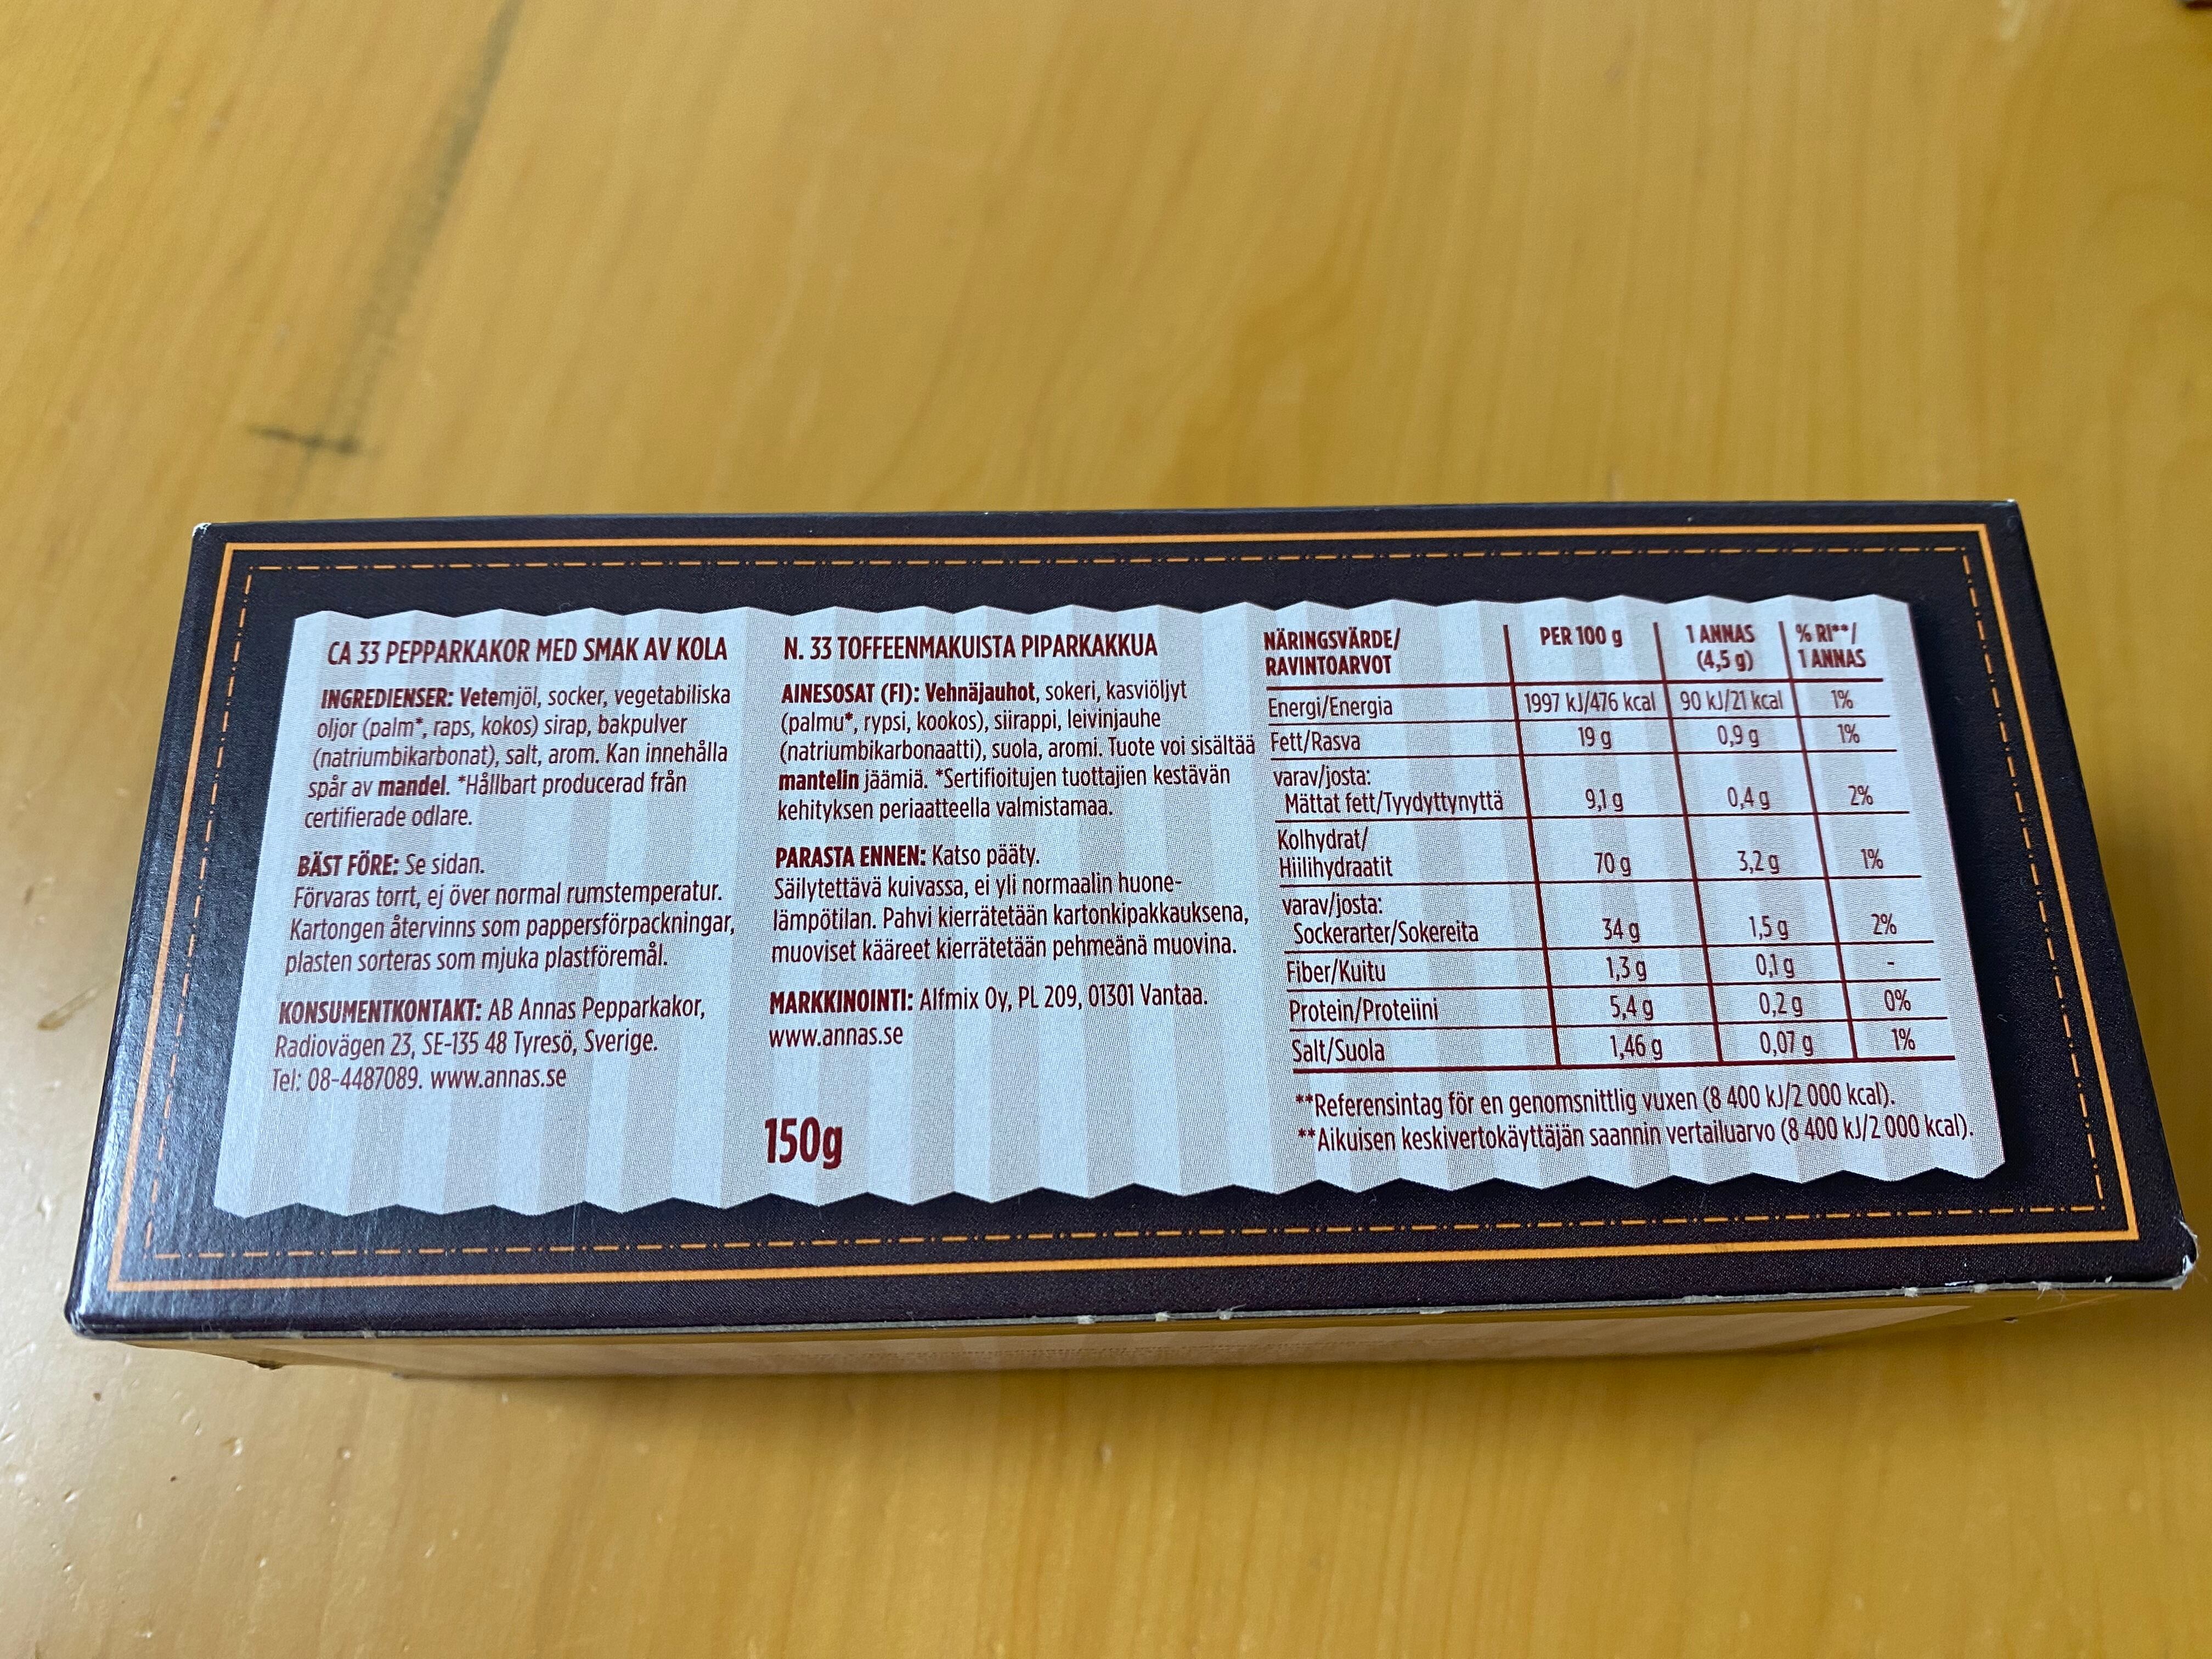 CA 33 PEPPARKAKOR MED SMAK AV KOLA
INGREDIENSER: Vetemjöl, socker, vegetabiliska
oljor (palm*, raps, kokos) sirap, bakpulver
(natriumbikarbonat), salt, arom. Kan innehålla
spår av mandel. *Hållbart producerad från
certifierade odlare.
BÄST FÖRE: Se sidan.
Förvaras torrt, ej över normal rumstemperatur.
Kartongen återvinns som pappersförpackningar,
plasten sorteras som mjuka plastföremål.
KONSUMENTKONTAKT: AB Annas Pepparkakor,
Radiovägen 23, SE-135 48 Tyresö, Sverige.
Tel: 08-4487089. www.annas.se
N. 33 TOFFEENMAKUISTA PIPARKAKKUA
AINESOSAT (FI): Vehnäjauhot, sokeri, kasviöljyt
(palmu*, rypsi, kookos), siirappi, leivinjauhe
(natriumbikarbonaatti), suola, aromi. Tuote voi sisältää
mantelin jäämiä. *Sertifioitujen tuottajien kestävän
kehityksen periaatteella valmistamaa.
PARASTA ENNEN: Katso pääty.
Säilytettävä kuivassa, ei yli normaalin huone-
lämpötilan. Pahvi kierrätetään kartonkipakkauksena,
muoviset kääreet kierrätetään pehmeänä muovina.
MARKKINOINTI: Alfmix Oy, PL 209, 01301 Vantaa.
www.annas.se
150g
NÄRINGSVÄRDE/ PER 100 g 1 ANNAS % RI**/
RAVINTOARVOT (4,5 g) 1 ANNAS
Energi/Energia 1997 kJ/476 kcal 90 kJ/21 kcal 1%
Fett/Rasva 19 g 0,9 g 1%
varav/josta:
Mättat fett/Tyydyttynyttä 9,1 g 0,4 g 2%
Kolhydrat/
Hiilihydraatit 70 g 3,2 g 1%
varav/josta:
Sockerarter/Sokereita 34 g 1,5 g 2%
Fiber/Kuitu 1,3 g 0,1 g -
Protein/Proteiini 5,4 g 0,2 g 0%
Salt/Suola 1,46 g 0,07 g 1%
**Referensintag för en genomsnittlig vuxen (8 400 kJ/2 000 kcal).
**Aikuisen keskivertokäyttäjän saannin vertailuarvo (8 400 kJ/2 000 kcal).